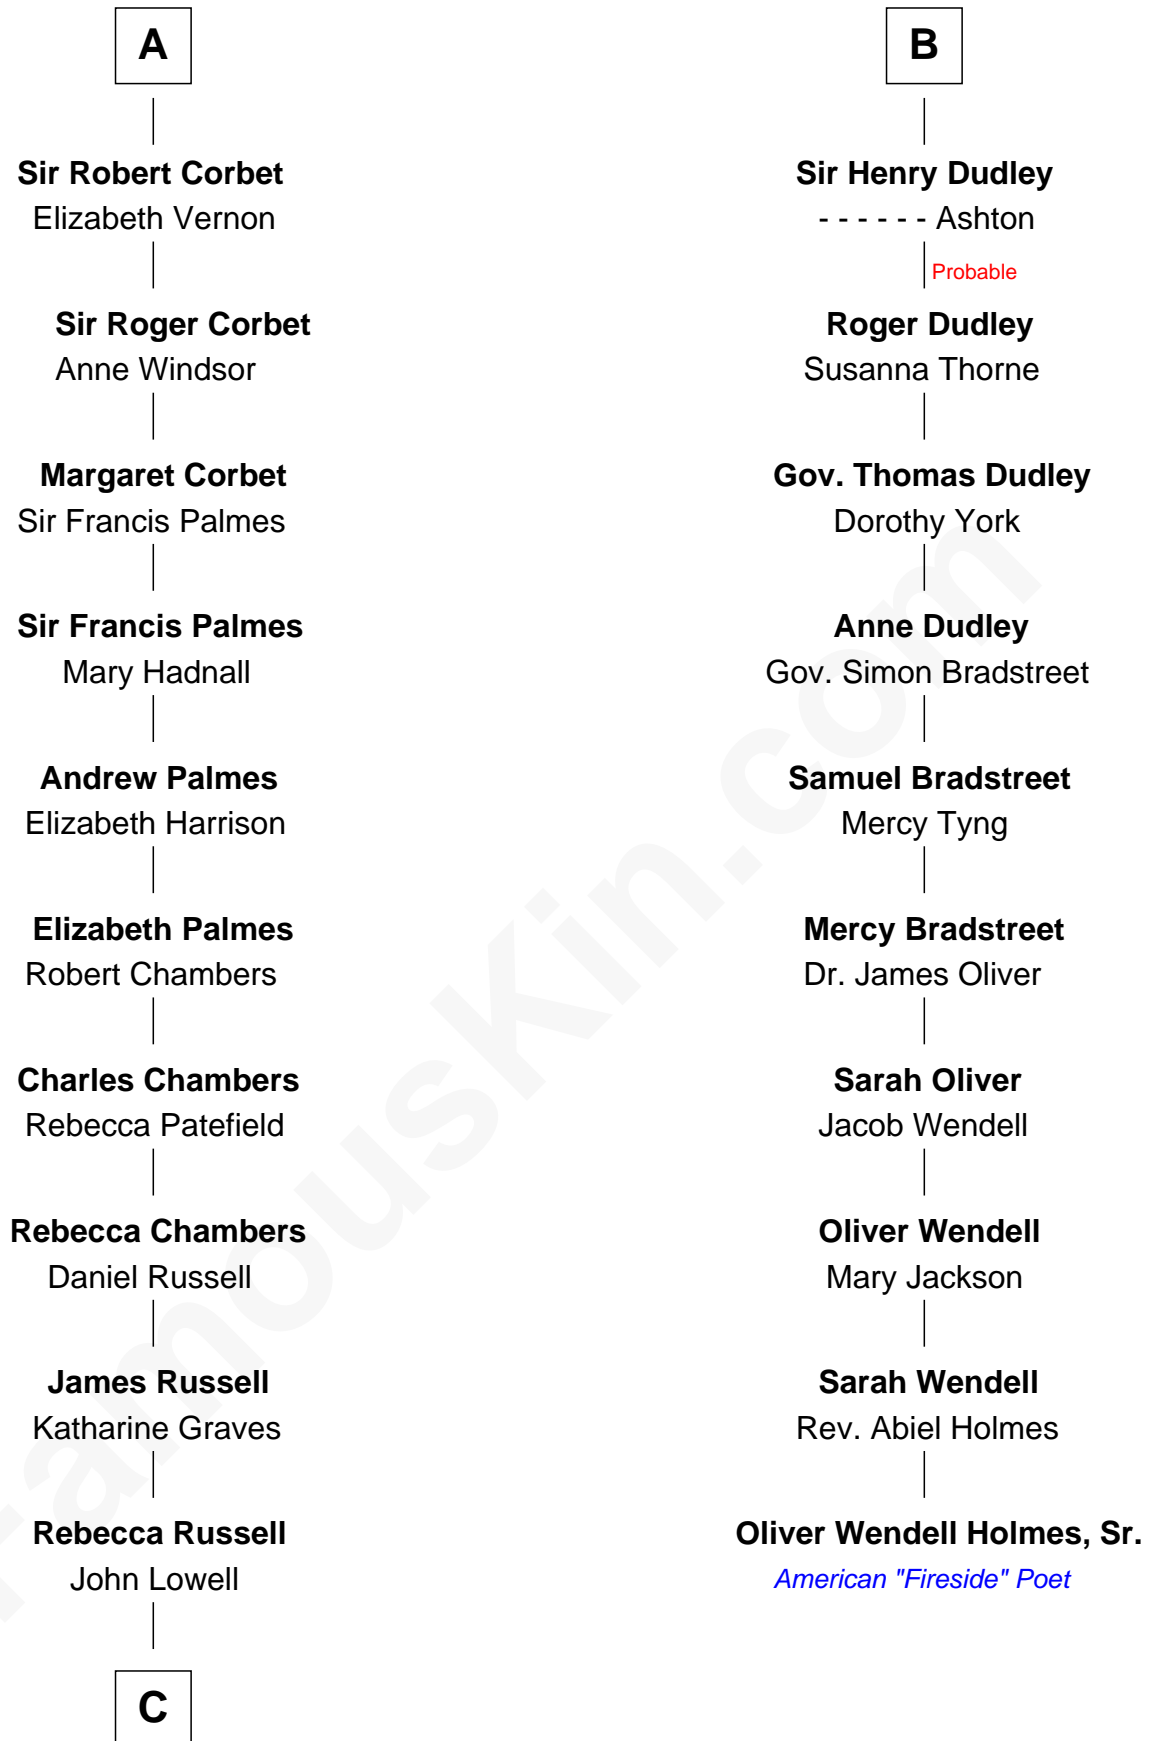 A
Sir Robert Corbet
Elizabeth Vernon
Sir Roger Corbet
Anne Windsor
Margaret Corbet
Sir Francis Palmes
Sir Francis Palmes
Mary Hadnall
Andrew Palmes
Elizabeth Harrison
Elizabeth Palmes
Robert Chambers
Charles Chambers
Rebecca Patefield
Rebecca Chambers
Daniel Russell
James Russell
Katharine Graves
Rebecca Russell
John Lowell
C
B
Sir Henry Dudley
- - - - - - Ashton
Probable
Roger Dudley
Susanna Thorne
Gov. Thomas Dudley
Dorothy York
Anne Dudley
Gov. Simon Bradstreet
Samuel Bradstreet
Mercy Tyng
Mercy Bradstreet
Dr. James Oliver
Sarah Oliver
Jacob Wendell
Oliver Wendell
Mary Jackson
Sarah Wendell
Rev. Abiel Holmes
Oliver Wendell Holmes, Sr.
American "Fireside" Poet
FamousKin.com